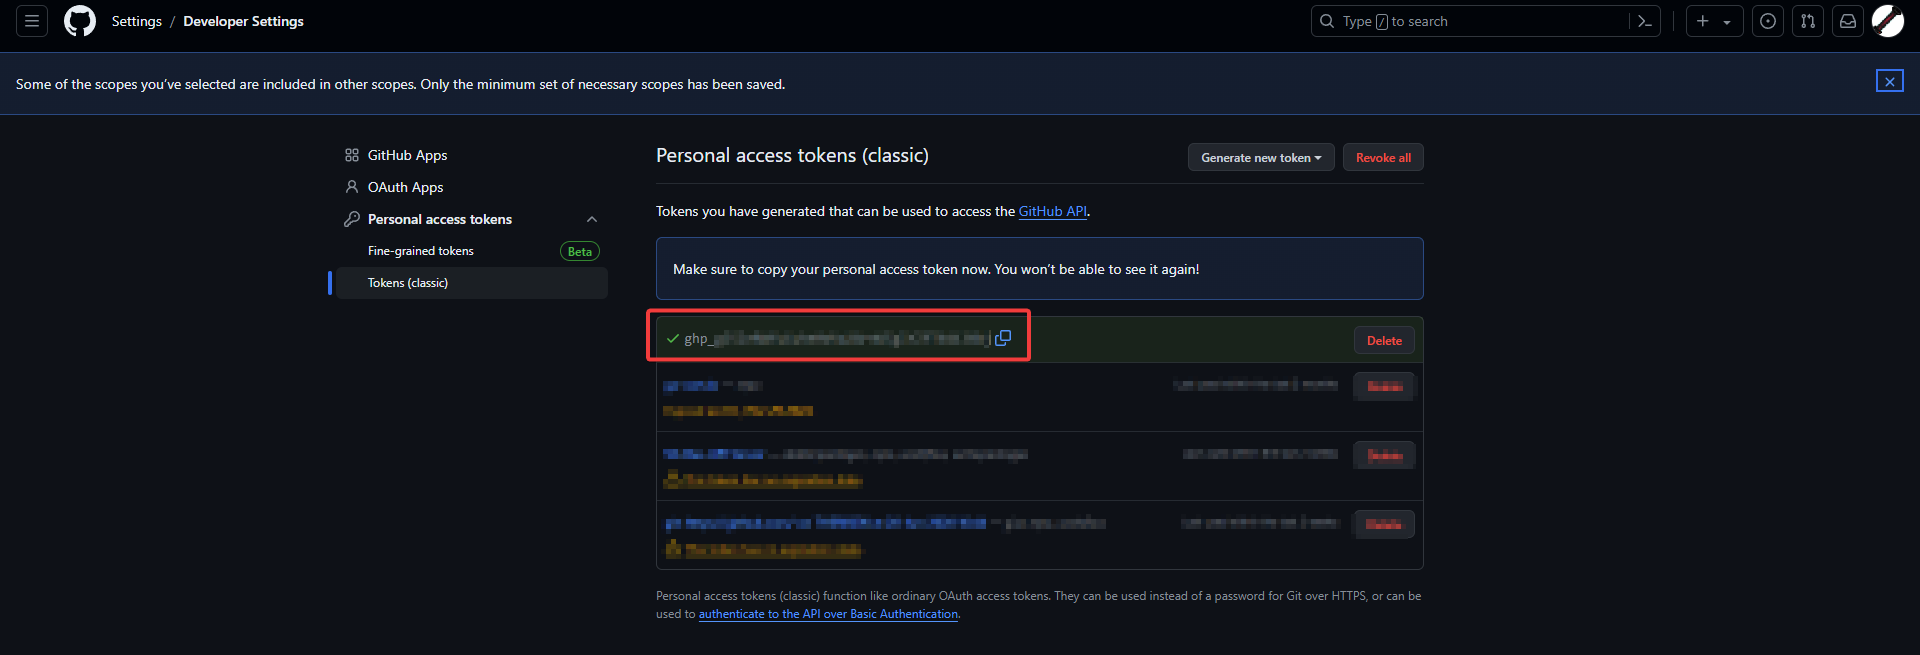 Settings / Developer Settings
Type / to search
Some of the scopes you've selected are included in other scopes. Only the minimum set of necessary scopes has been saved.
GitHub Apps
OAuth Apps
Personal access tokens
Fine-grained tokens Beta
Tokens (classic)
Personal access tokens (classic)
Generate new token
Revoke all
Tokens you have generated that can be used to access the GitHub API.
Make sure to copy your personal access token now. You won't be able to see it again!
ghp_
Delete
Personal access tokens (classic) function like ordinary OAuth access tokens. They can be used instead of a password for Git over HTTPS, or can be
used to authenticate to the API over Basic Authentication.